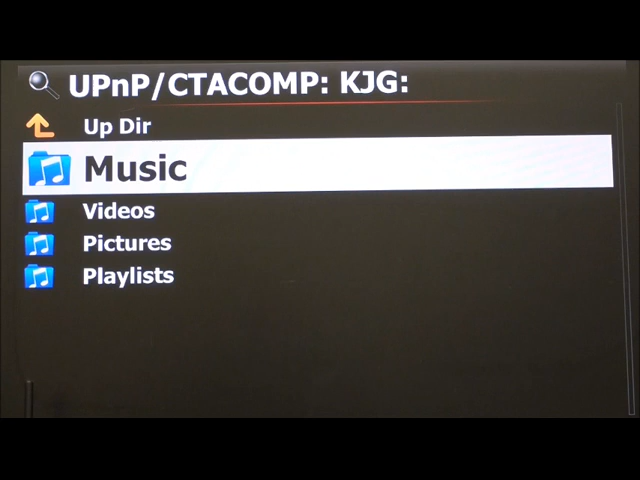 UPnP/CTACOMP: KJG:
Up Dir
Music
Videos
Pictures
Playlists